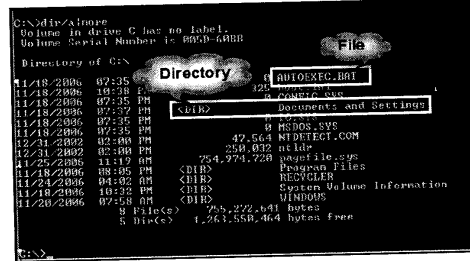 C:\>dir/a|more
Volume in drive C has no label.
Volume Serial Number is 005D-60BB
Directory of C:\
File
Directory
11/18/2006 07:35 0 AUTOEXEC.BAT
11/18/2006 10:38 P 325
11/18/2006 07:35 PM 0 CONFIG.SYS
11/18/2006 07:37 PM <DIR> Documents and Settings
11/18/2006 07:35 PM 0 IO.SYS
11/18/2006 07:35 PM 0 MSDOS.SYS
12/31/2002 02:00 PM 47,564 NTDETECT.COM
12/31/2002 02:00 PM 250,032 ntldr
11/25/2006 11:19 AM 754,974,720 pagefile.sys
11/18/2006 08:05 PM <DIR> Program Files
11/24/2006 04:02 AM <DIR> RECYCLER
11/18/2006 10:32 PM <DIR> System Volume Information
11/20/2006 07:58 AM <DIR> WINDOWS
8 File(s) 755,272,641 bytes
5 Dir(s) 1,263,550,464 bytes free
C:\>